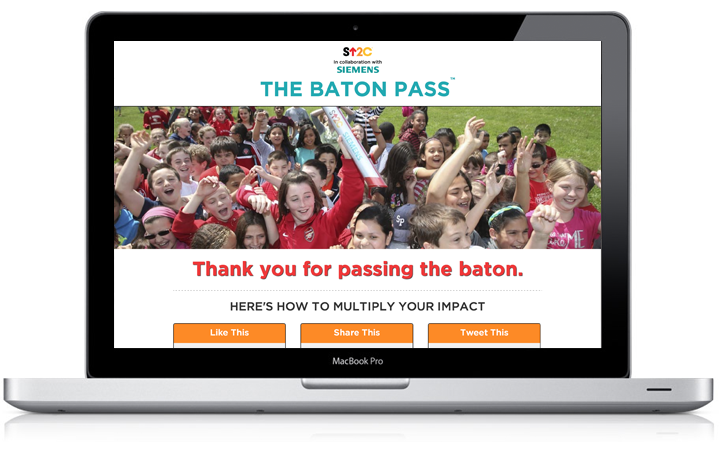 SU2C
In collaboration with
SIEMENS
THE BATON PASS™
Thank you for passing the baton.
HERE'S HOW TO MULTIPLY YOUR IMPACT
Like This
Share This
Tweet This
MacBook Pro